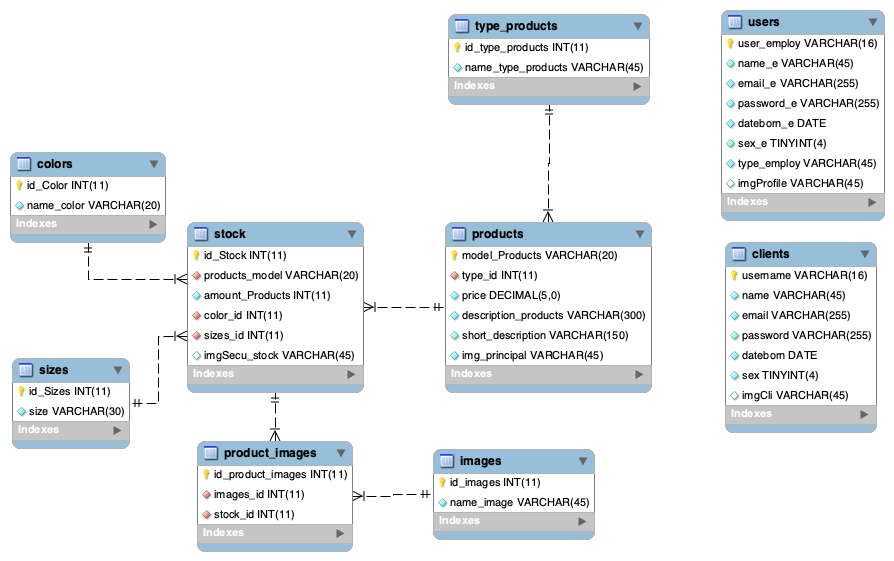 type_products
id_type_products INT(11)
name_type_products VARCHAR(45)
Indexes
users
user_employ VARCHAR(16)
name_e VARCHAR(45)
email_e VARCHAR(255)
password_e VARCHAR(255)
dateborn_e DATE
sex_e TINYINT(4)
type_employ VARCHAR(45)
imgProfile VARCHAR(45)
Indexes
colors
id_Color INT(11)
name_color VARCHAR(20)
Indexes
stock
id_Stock INT(11)
products_model VARCHAR(20)
amount_Products INT(11)
color_id INT(11)
sizes_id INT(11)
imgSecu_stock VARCHAR(45)
Indexes
products
model_Products VARCHAR(20)
type_id INT(11)
price DECIMAL(5,0)
description_products VARCHAR(300)
short_description VARCHAR(150)
img_principal VARCHAR(45)
Indexes
clients
username VARCHAR(16)
name VARCHAR(45)
email VARCHAR(255)
password VARCHAR(255)
dateborn DATE
sex TINYINT(4)
imgCli VARCHAR(45)
Indexes
sizes
id_Sizes INT(11)
size VARCHAR(30)
Indexes
product_images
id_product_images INT(11)
images_id INT(11)
stock_id INT(11)
Indexes
images
id_images INT(11)
name_image VARCHAR(45)
Indexes